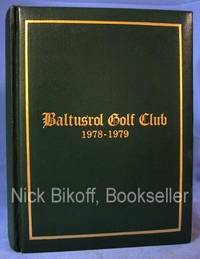 Baltusrol Golf Club
1978-1979
Nick Bikoff, Bookseller